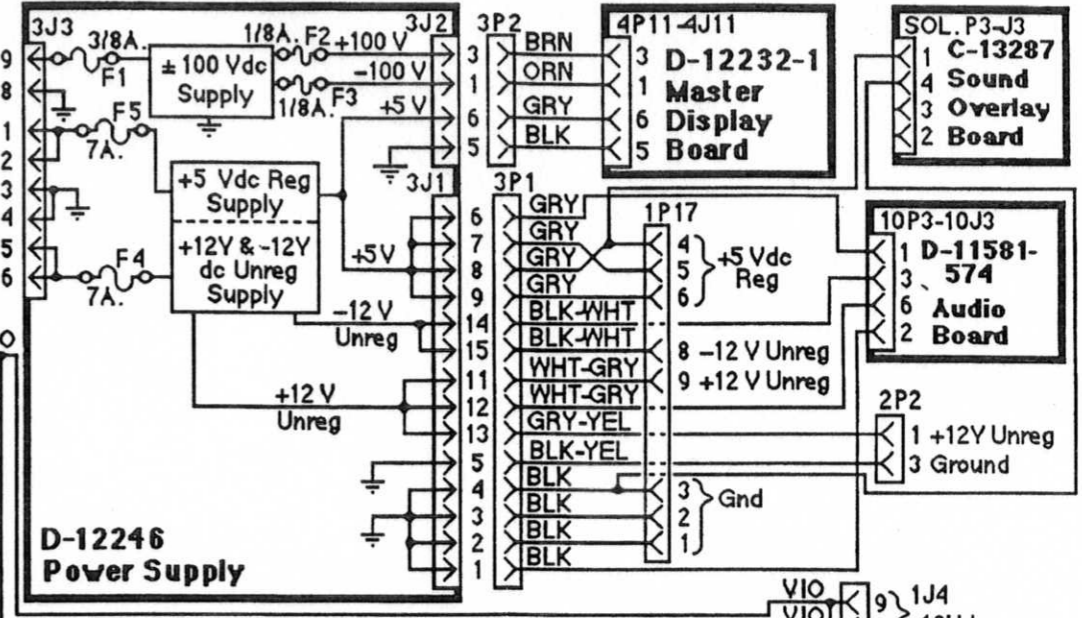 3J3
9
8
1
2
3
4
5
6
3/8A.
F1
F5
7A.
F4
7A.
± 100 Vdc
Supply
1/8A. F2
1/8A. F3
+100 V
-100 V
+5 V
+5 Vdc Reg
Supply
+12Y & -12Y
dc Unreg
Supply
+5V
-12 V
Unreg
+12 V
Unreg
D-12246
Power Supply
3J2
3J1
3P2
3
1
6
5
BRN
ORN
GRY
BLK
4P11-4J11
3 D-12232-1
1 Master
6 Display
5 Board
SOL. P3-J3
1 C-13287
4 Sound
3 Overlay
2 Board
3P1
6 GRY
7 GRY
8 GRY
9 GRY
14 BLK-WHT
15 BLK-WHT
11 WHT-GRY
12 WHT-GRY
13 GRY-YEL
5 BLK-YEL
4 BLK
3 BLK
2 BLK
1 BLK
1P17
4
5
6
+5 Vdc
Reg
8 -12 V Unreg
9 +12 V Unreg
3
2
1
Gnd
10P3-10J3
1 D-11581-
3 574
6 Audio
2 Board
2P2
1 +12Y Unreg
3 Ground
VIO
VIO
9
1J4